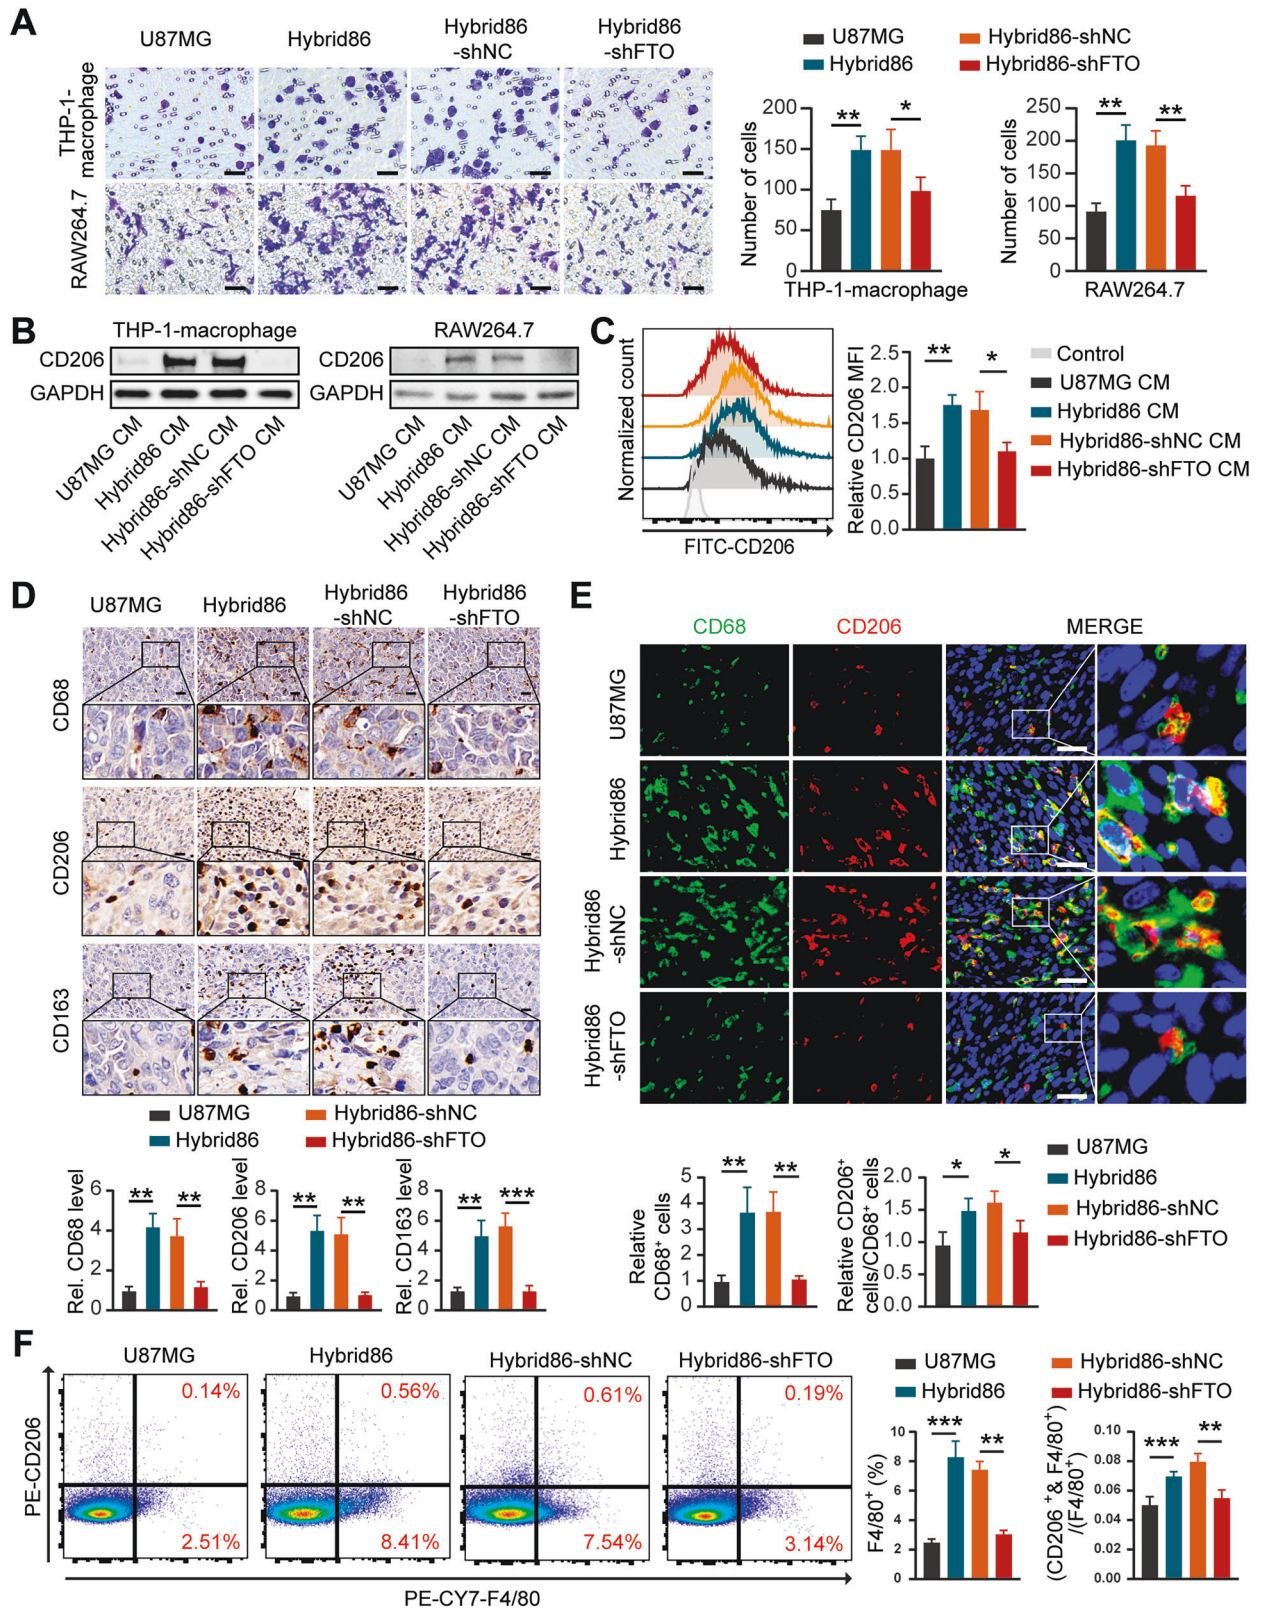 A
U87MG
Hybrid86
Hybrid86
-shNC
Hybrid86
-shFTO
THP-1-
macrophage
RAW264.7
U87MG
Hybrid86
Hybrid86-shNC
Hybrid86-shFTO
Number of cells
200
150
100
50
0
**
*
THP-1-macrophage
Number of cells
250
200
150
100
50
0
**
**
RAW264.7
B
THP-1-macrophage
CD206
GAPDH
U87MG CM
Hybrid86 CM
Hybrid86-shNC CM
Hybrid86-shFTO CM
RAW264.7
CD206
GAPDH
U87MG CM
Hybrid86 CM
Hybrid86-shNC CM
Hybrid86-shFTO CM
C
Normalized count
FITC-CD206
Relative CD206 MFI
2.5
2.0
1.5
1.0
0.5
0.0
**
*
Control
U87MG CM
Hybrid86 CM
Hybrid86-shNC CM
Hybrid86-shFTO CM
D
U87MG
Hybrid86
Hybrid86
-shNC
Hybrid86
-shFTO
CD68
CD206
CD163
U87MG
Hybrid86
Hybrid86-shNC
Hybrid86-shFTO
Rel. CD68 level
6
4
2
0
**
**
Rel. CD206 level
8
6
4
2
0
**
**
Rel. CD163 level
8
6
4
2
0
**
***
E
CD68
CD206
MERGE
U87MG
Hybrid86
Hybrid86
-shNC
Hybrid86
-shFTO
Relative
CD68⁺ cells
5
4
3
2
1
0
**
**
Relative CD206⁺
cells/CD68⁺ cells
2.0
1.5
1.0
0.5
0.0
*
*
U87MG
Hybrid86
Hybrid86-shNC
Hybrid86-shFTO
F
U87MG
Hybrid86
Hybrid86-shNC
Hybrid86-shFTO
PE-CD206
0.14%
2.51%
0.56%
8.41%
0.61%
7.54%
0.19%
3.14%
PE-CY7-F4/80
U87MG
Hybrid86
Hybrid86-shNC
Hybrid86-shFTO
F4/80⁺ (%)
10
8
6
4
2
0
***
**
(CD206⁺ & F4/80⁺)
/(F4/80⁺)
0.10
0.08
0.06
0.04
0.02
0.00
***
**